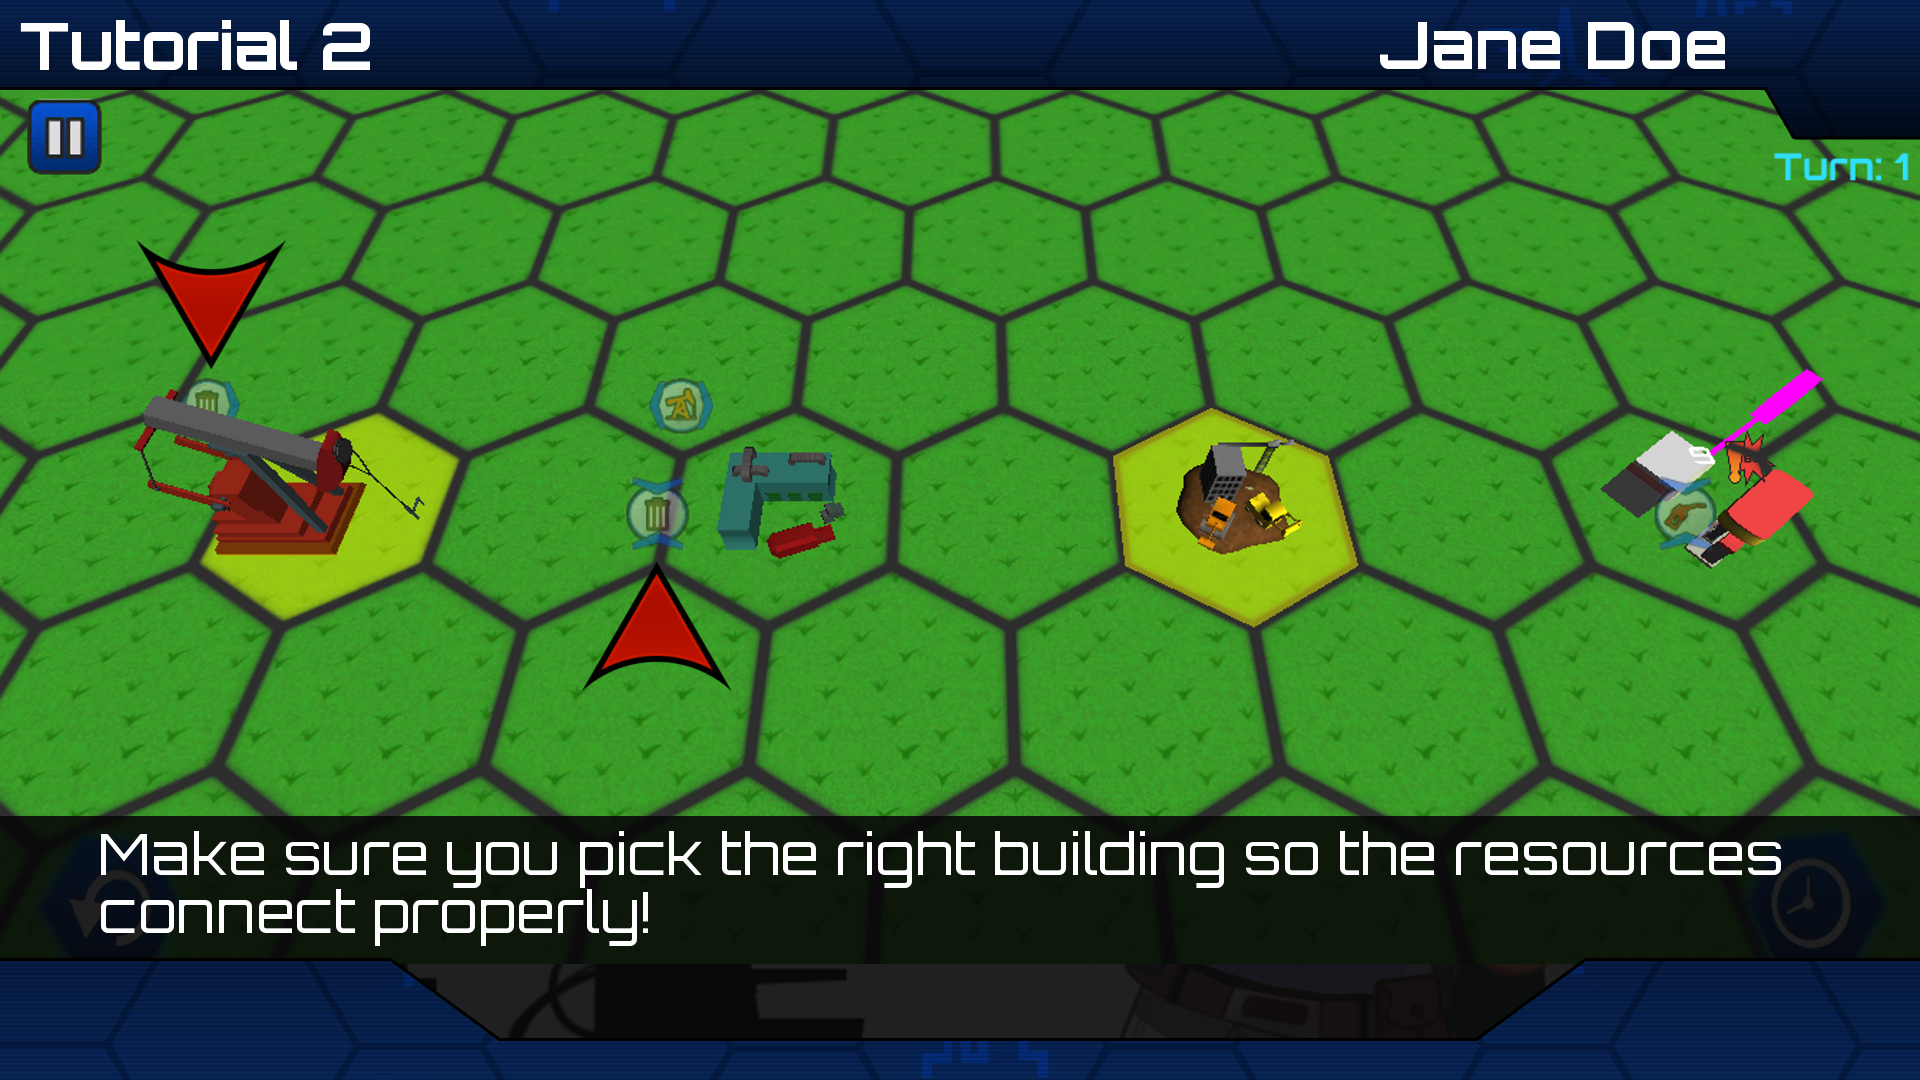 Tutorial 2
Jane Doe
Turn: 1
Make sure you pick the right building so the resources
connect properly!